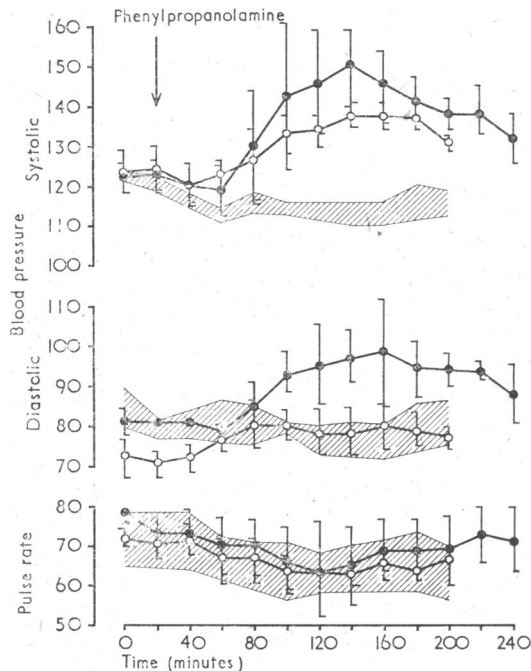 Phenylpropanolamine
160
150
140
130
120
110
100
Systolic
Blood pressure
110
100
90
80
70
Diastolic
80
70
60
50
Pulse rate
0 40 80 120 160 200 240
Time (minutes)